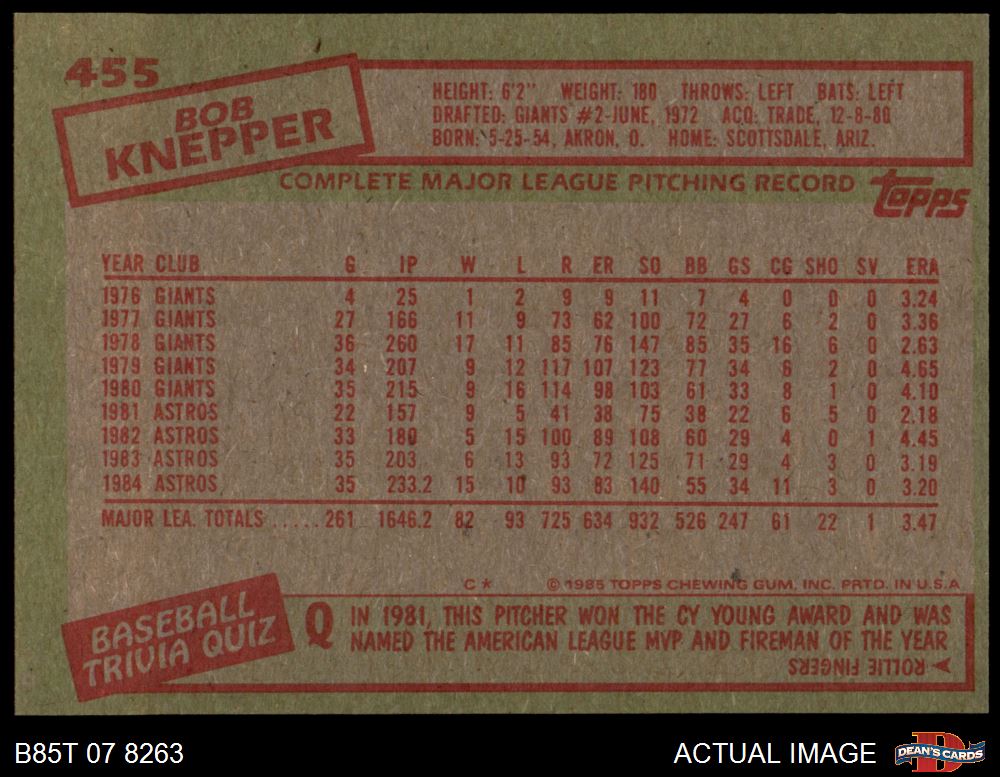 455
BOB
KNEPPER
HEIGHT: 6'2" WEIGHT: 180 THROWS: LEFT BATS: LEFT
DRAFTED: GIANTS #2-JUNE, 1972 ACQ: TRADE, 12-8-80
BORN: 5-25-54, AKRON, O. HOME: SCOTTSDALE, ARIZ.
COMPLETE MAJOR LEAGUE PITCHING RECORD
Topps
YEAR CLUB G IP W L R ER SO BB GS CG SHO SV ERA
1976 GIANTS 4 25 1 2 9 9 11 7 4 0 0 0 3.24
1977 GIANTS 27 166 11 9 73 62 100 72 27 6 2 0 3.36
1978 GIANTS 36 260 17 11 85 76 147 85 35 16 6 0 2.63
1979 GIANTS 34 207 9 12 117 107 123 77 34 6 2 0 4.65
1980 GIANTS 35 215 9 16 114 98 103 61 33 8 1 0 4.10
1981 ASTROS 22 157 9 5 41 38 75 38 22 6 5 0 2.18
1982 ASTROS 33 180 5 15 100 89 108 60 29 4 0 1 4.45
1983 ASTROS 35 203 6 13 93 72 125 71 29 4 3 0 3.19
1984 ASTROS 35 233.2 15 10 93 83 140 55 34 11 3 0 3.20
MAJOR LEA. TOTALS ..... 261 1646.2 82 93 725 634 932 526 247 61 22 1 3.47
C* © 1985 TOPPS CHEWING GUM, INC. PRTD. IN U.S.A.
BASEBALL
TRIVIA QUIZ
Q IN 1981, THIS PITCHER WON THE CY YOUNG AWARD AND WAS
NAMED THE AMERICAN LEAGUE MVP AND FIREMAN OF THE YEAR
ROLLIE FINGERS
B85T 07 8263
ACTUAL IMAGE
D
DEAN'S CARDS